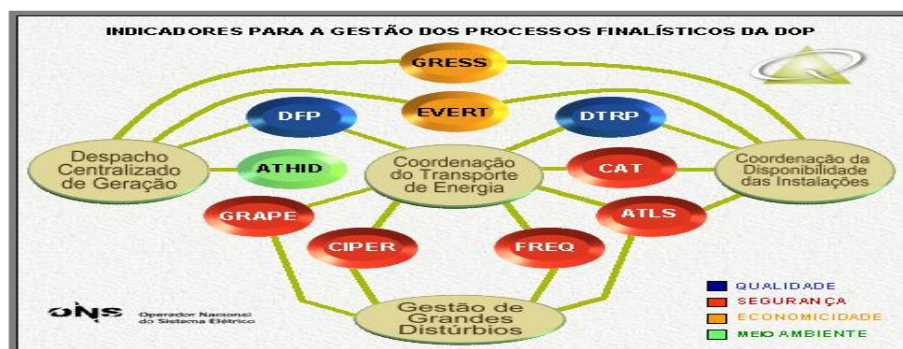 INDICADORES PARA A GESTÃO DOS PROCESSOS FINALÍSTICOS DA DOP
GRESS
EVERT
DFP
DTRP
Despacho
Centralizado
de Geração
ATHID
Coordenação
do Transporte
de Energia
CAT
Coordenação da
Disponibilidade
das Instalações
GRAPE
ATLS
CIPER
FREQ
Gestão de
Grandes
Distúrbios
QUALIDADE
SEGURANÇA
ECONOMICIDADE
MEIO AMBIENTE
ONS
Operador Nacional
do Sistema Elétrico